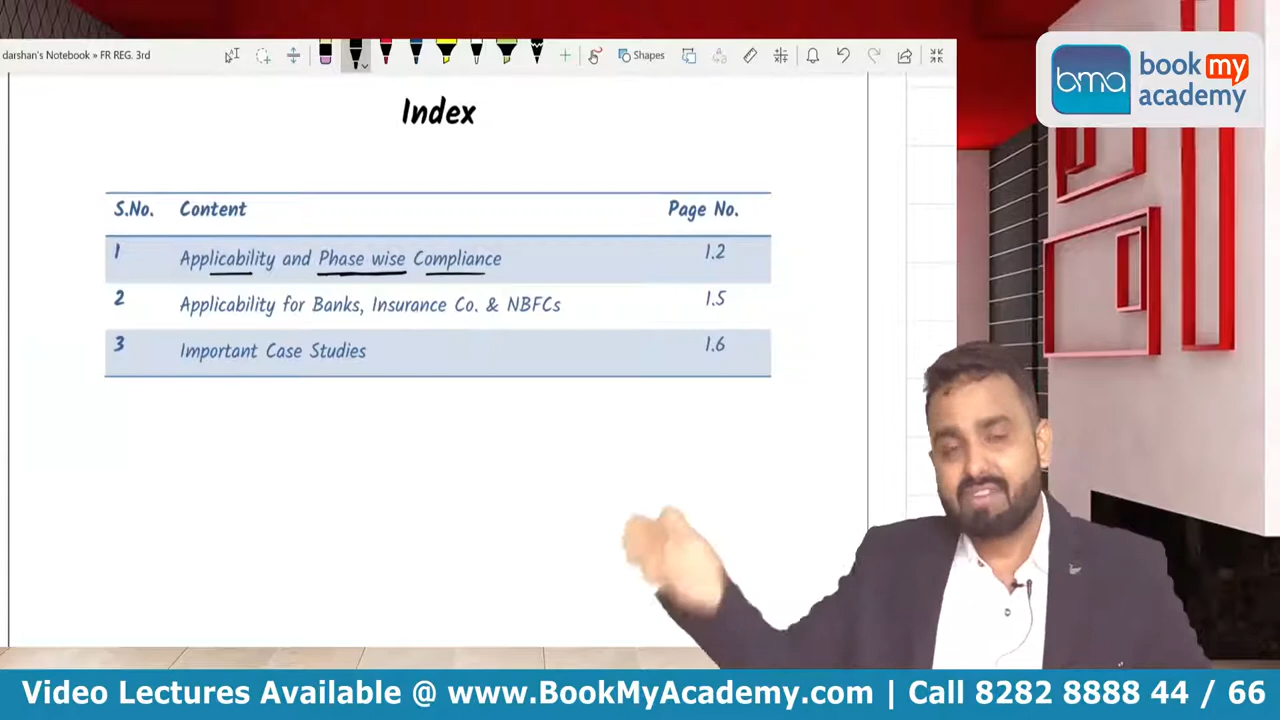 darshan's Notebook » FR REG. 3rd
Shapes
bma
book my academy
Index
S.No. Content Page No.
1 Applicability and Phase wise Compliance 1.2
2 Applicability for Banks, Insurance Co. & NBFCs 1.5
3 Important Case Studies 1.6
Video Lectures Available @ www.BookMyAcademy.com | Call 8282 8888 44 / 66